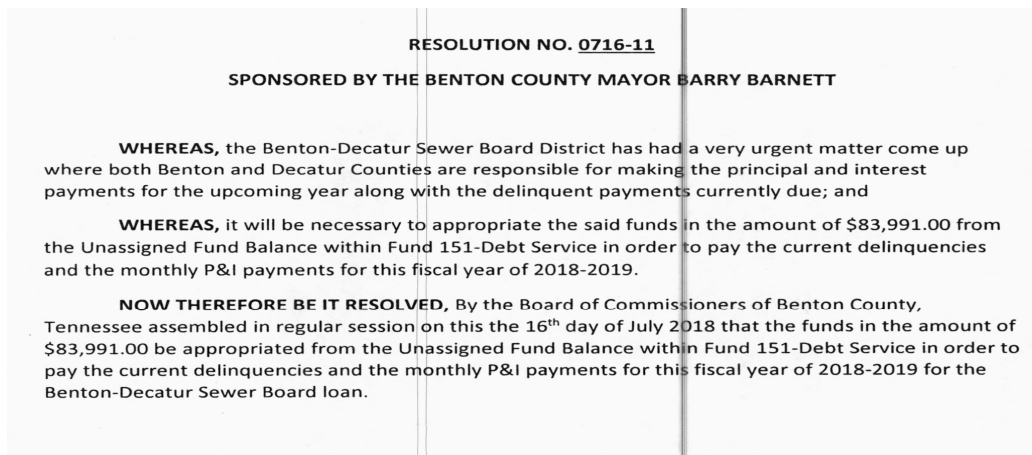 RESOLUTION NO. 0716-11
SPONSORED BY THE BENTON COUNTY MAYOR BARRY BARNETT
WHEREAS, the Benton-Decatur Sewer Board District has had a very urgent matter come up
where both Benton and Decatur Counties are responsible for making the principal and interest
payments for the upcoming year along with the delinquent payments currently due; and
WHEREAS, it will be necessary to appropriate the said funds in the amount of $83,991.00 from
the Unassigned Fund Balance within Fund 151-Debt Service in order to pay the current delinquencies
and the monthly P&I payments for this fiscal year of 2018-2019.
NOW THEREFORE BE IT RESOLVED, By the Board of Commissioners of Benton County,
Tennessee assembled in regular session on this the 16th day of July 2018 that the funds in the amount of
$83,991.00 be appropriated from the Unassigned Fund Balance within Fund 151-Debt Service in order to
pay the current delinquencies and the monthly P&I payments for this fiscal year of 2018-2019 for the
Benton-Decatur Sewer Board loan.